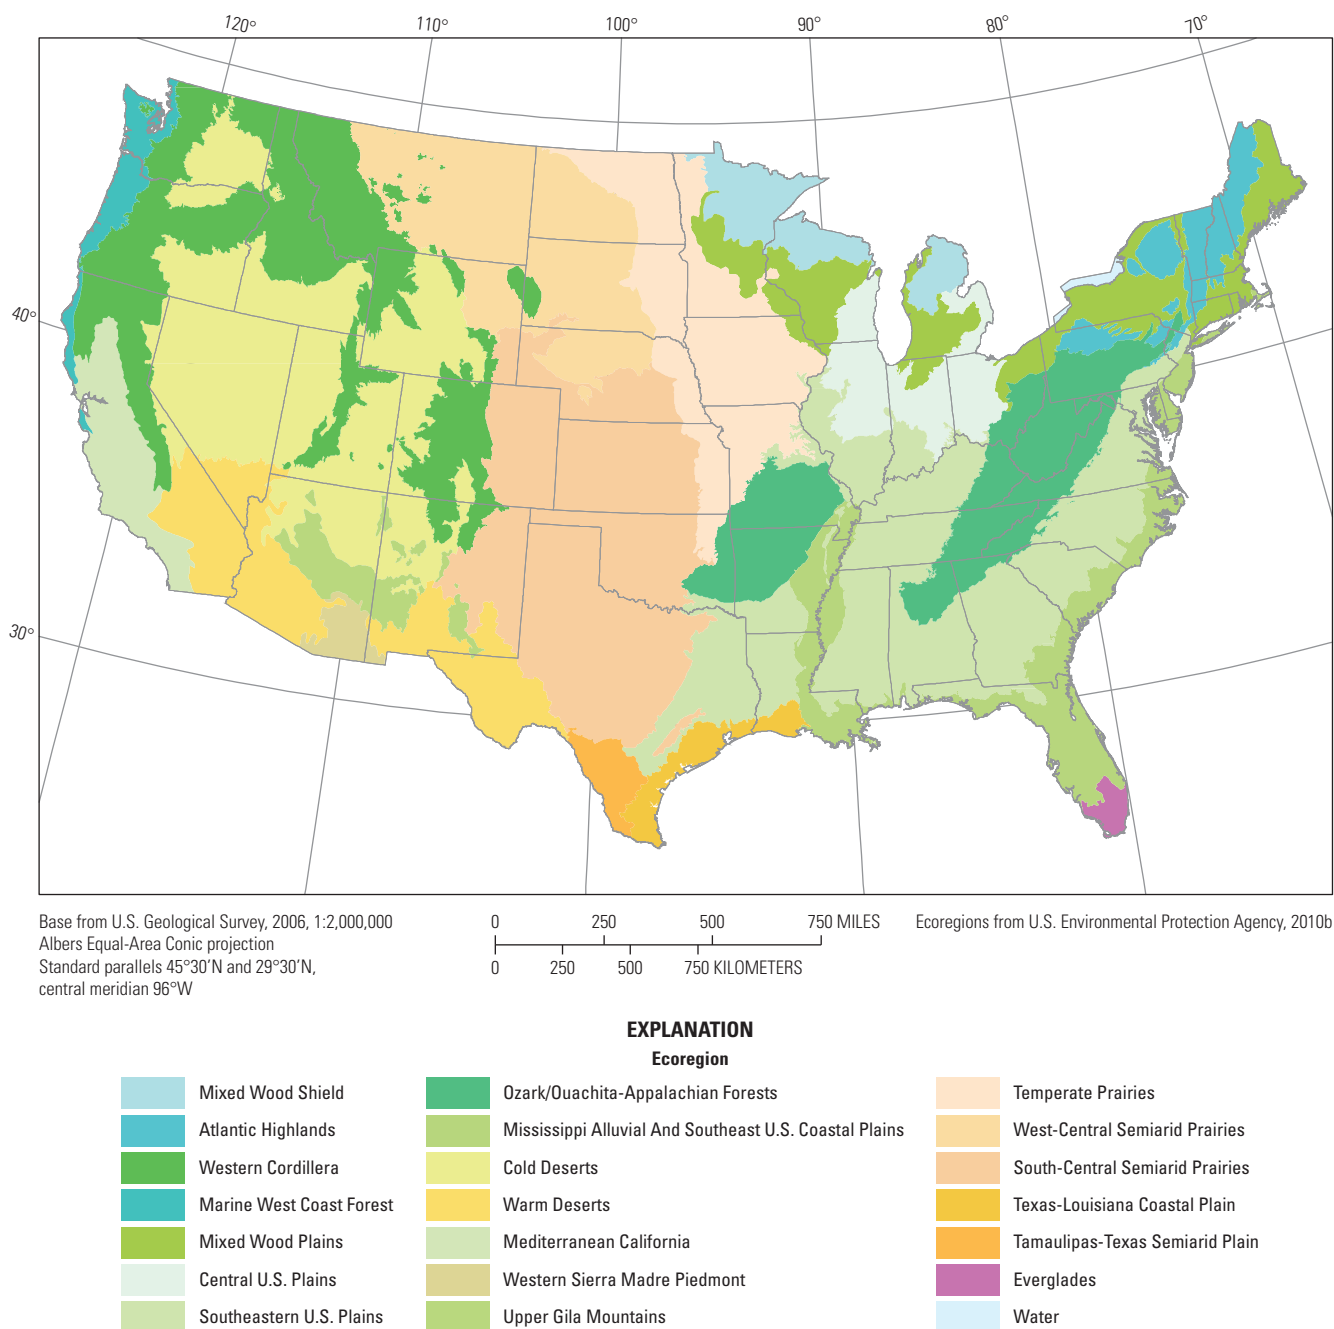 120°
110°
100°
90°
80°
70°
40°
30°
Base from U.S. Geological Survey, 2006, 1:2,000,000
Albers Equal-Area Conic projection
Standard parallels 45°30’N and 29°30’N,
central meridian 96°W
0 250 500 750 MILES
0 250 500 750 KILOMETERS
Ecoregions from U.S. Environmental Protection Agency, 2010b
EXPLANATION
Ecoregion
Mixed Wood Shield
Atlantic Highlands
Western Cordillera
Marine West Coast Forest
Mixed Wood Plains
Central U.S. Plains
Southeastern U.S. Plains
Ozark/Ouachita-Appalachian Forests
Mississippi Alluvial And Southeast U.S. Coastal Plains
Cold Deserts
Warm Deserts
Mediterranean California
Western Sierra Madre Piedmont
Upper Gila Mountains
Temperate Prairies
West-Central Semiarid Prairies
South-Central Semiarid Prairies
Texas-Louisiana Coastal Plain
Tamaulipas-Texas Semiarid Plain
Everglades
Water